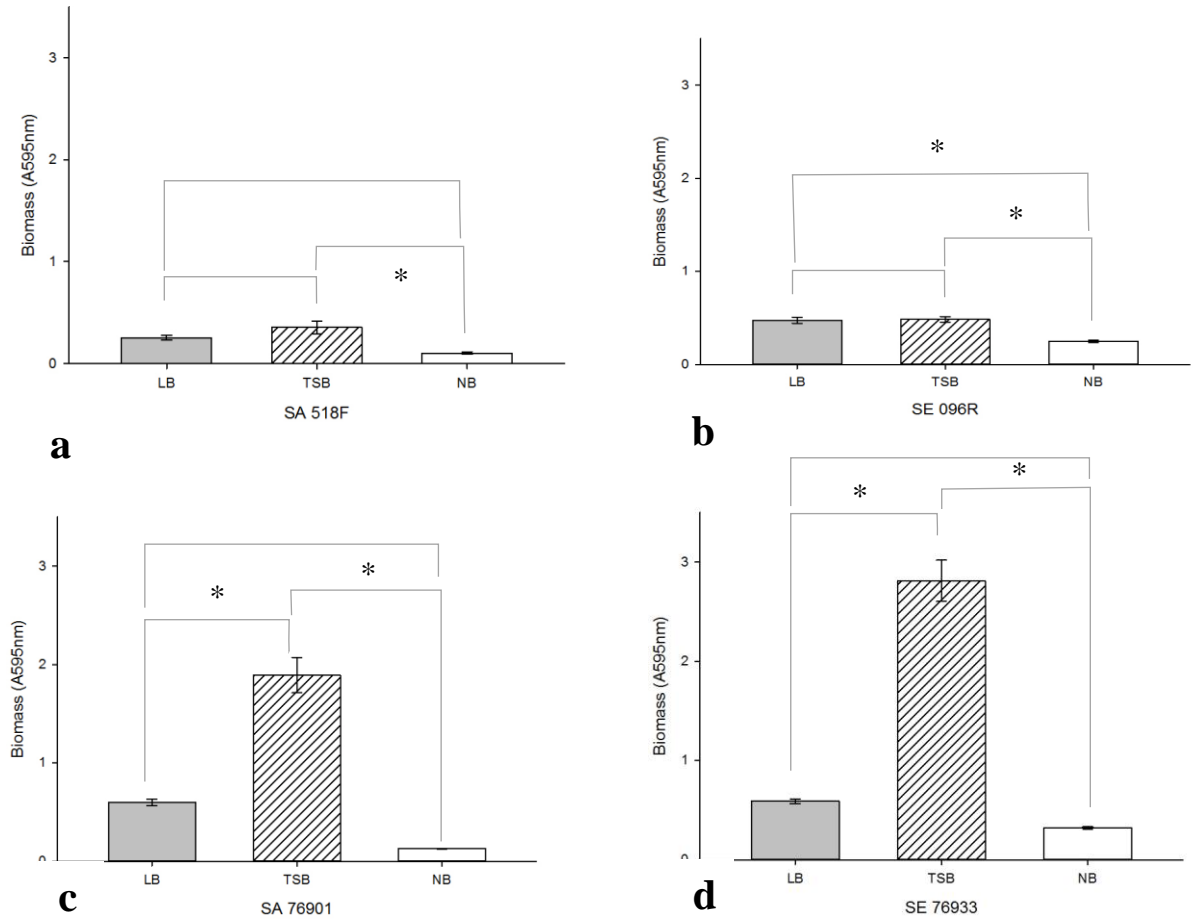 Biomass (A595nm)
3
2
1
0
*
LB TSB NB
SA 518F
a
Biomass (A595nm)
3
2
1
0
*
*
LB TSB NB
SE 096R
b
Biomass (A595nm)
3
2
1
0
*
*
LB TSB NB
SA 76901
c
Biomass (A595nm)
3
2
1
0
*
*
LB TSB NB
SE 76933
d